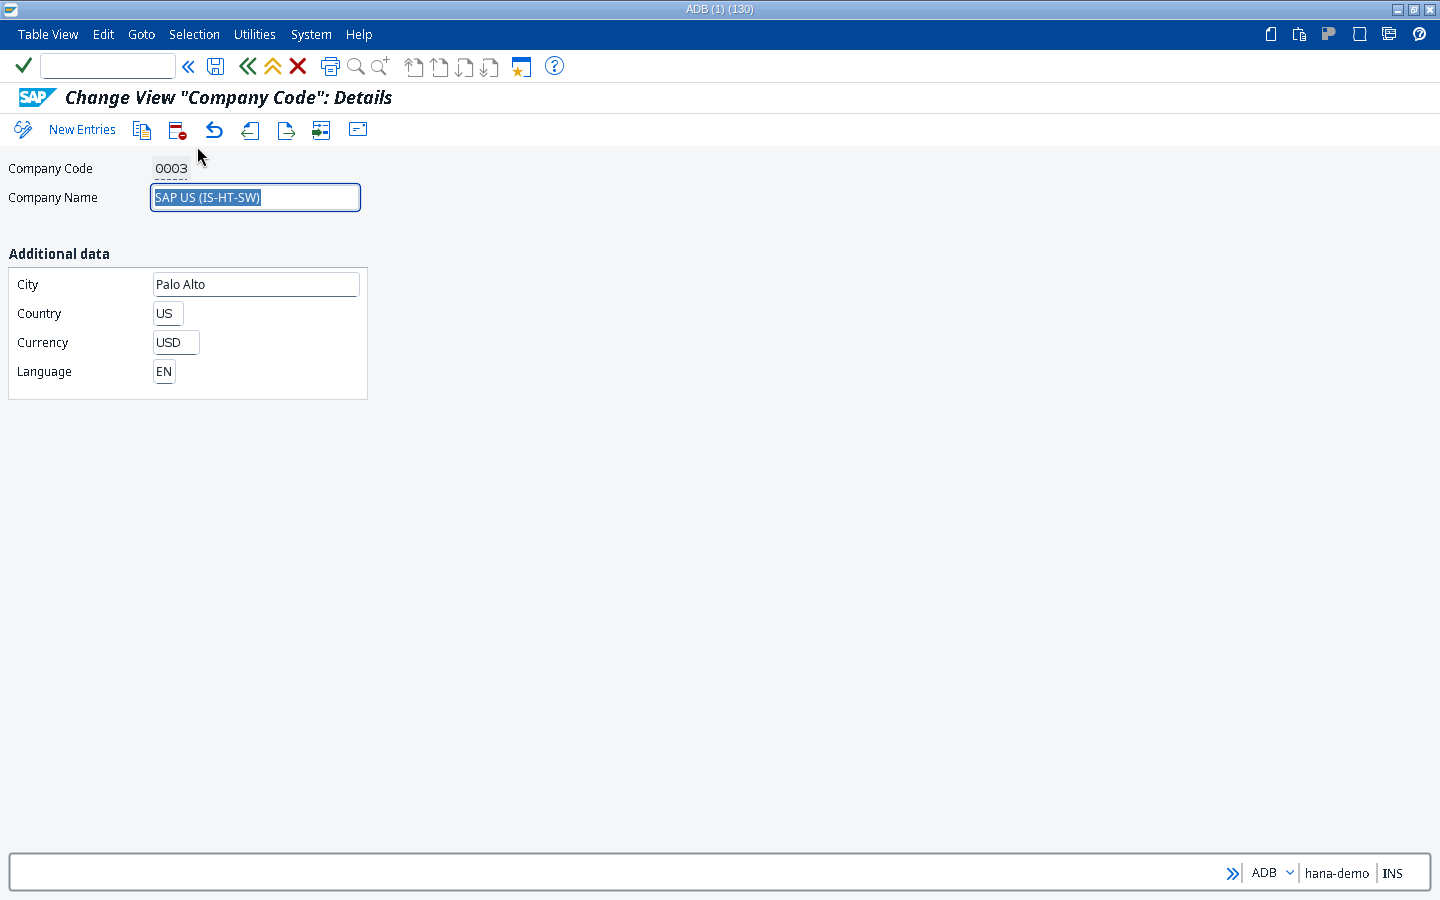 ADB (1) (130)
Table View Edit Goto Selection Utilities System Help
SAP Change View "Company Code": Details
New Entries
Company Code 0003
Company Name SAP US (IS-HT-SW)
Additional data
City Palo Alto
Country US
Currency USD
Language EN
ADB hana-demo INS